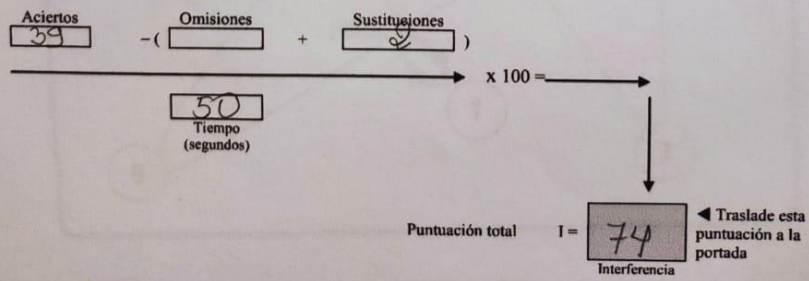 Aciertos Omisiones Sustituciones
39 - ( + 2 )
x 100 =
50
Tiempo
(segundos)
Puntuación total I = 74 ◄ Traslade esta
puntuación a la
portada
Interferencia